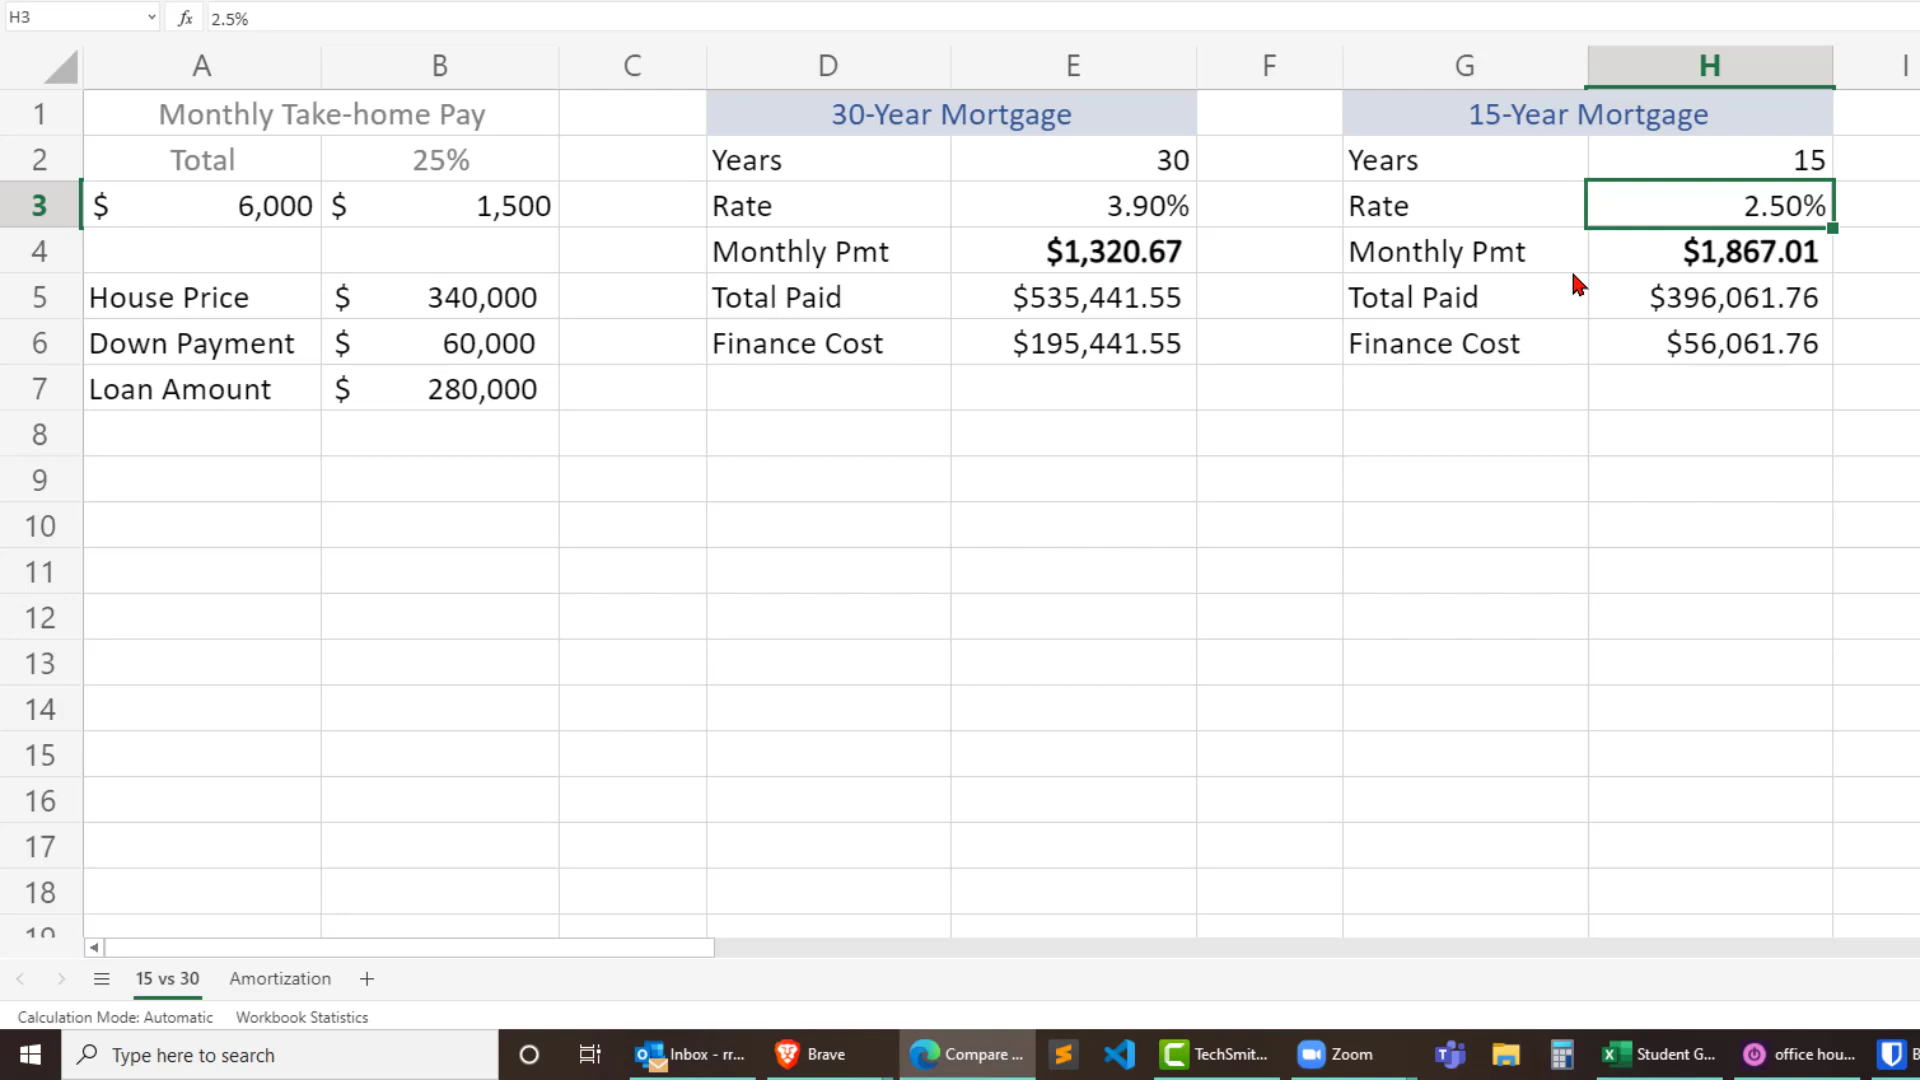 H3 fx 2.5%
A B C D E F G H I
1 Monthly Take-home Pay 30-Year Mortgage 15-Year Mortgage
2 Total 25% Years 30 Years 15
3 $ 6,000 $ 1,500 Rate 3.90% Rate 2.50%
4 Monthly Pmt $1,320.67 Monthly Pmt $1,867.01
5 House Price $ 340,000 Total Paid $535,441.55 Total Paid $396,061.76
6 Down Payment $ 60,000 Finance Cost $195,441.55 Finance Cost $56,061.76
7 Loan Amount $ 280,000
8
9
10
11
12
13
14
15
16
17
18
19
15 vs 30 Amortization +
Calculation Mode: Automatic Workbook Statistics
Type here to search Inbox - rr... Brave Compare ... TechSmit... Zoom Student G... office hou... B